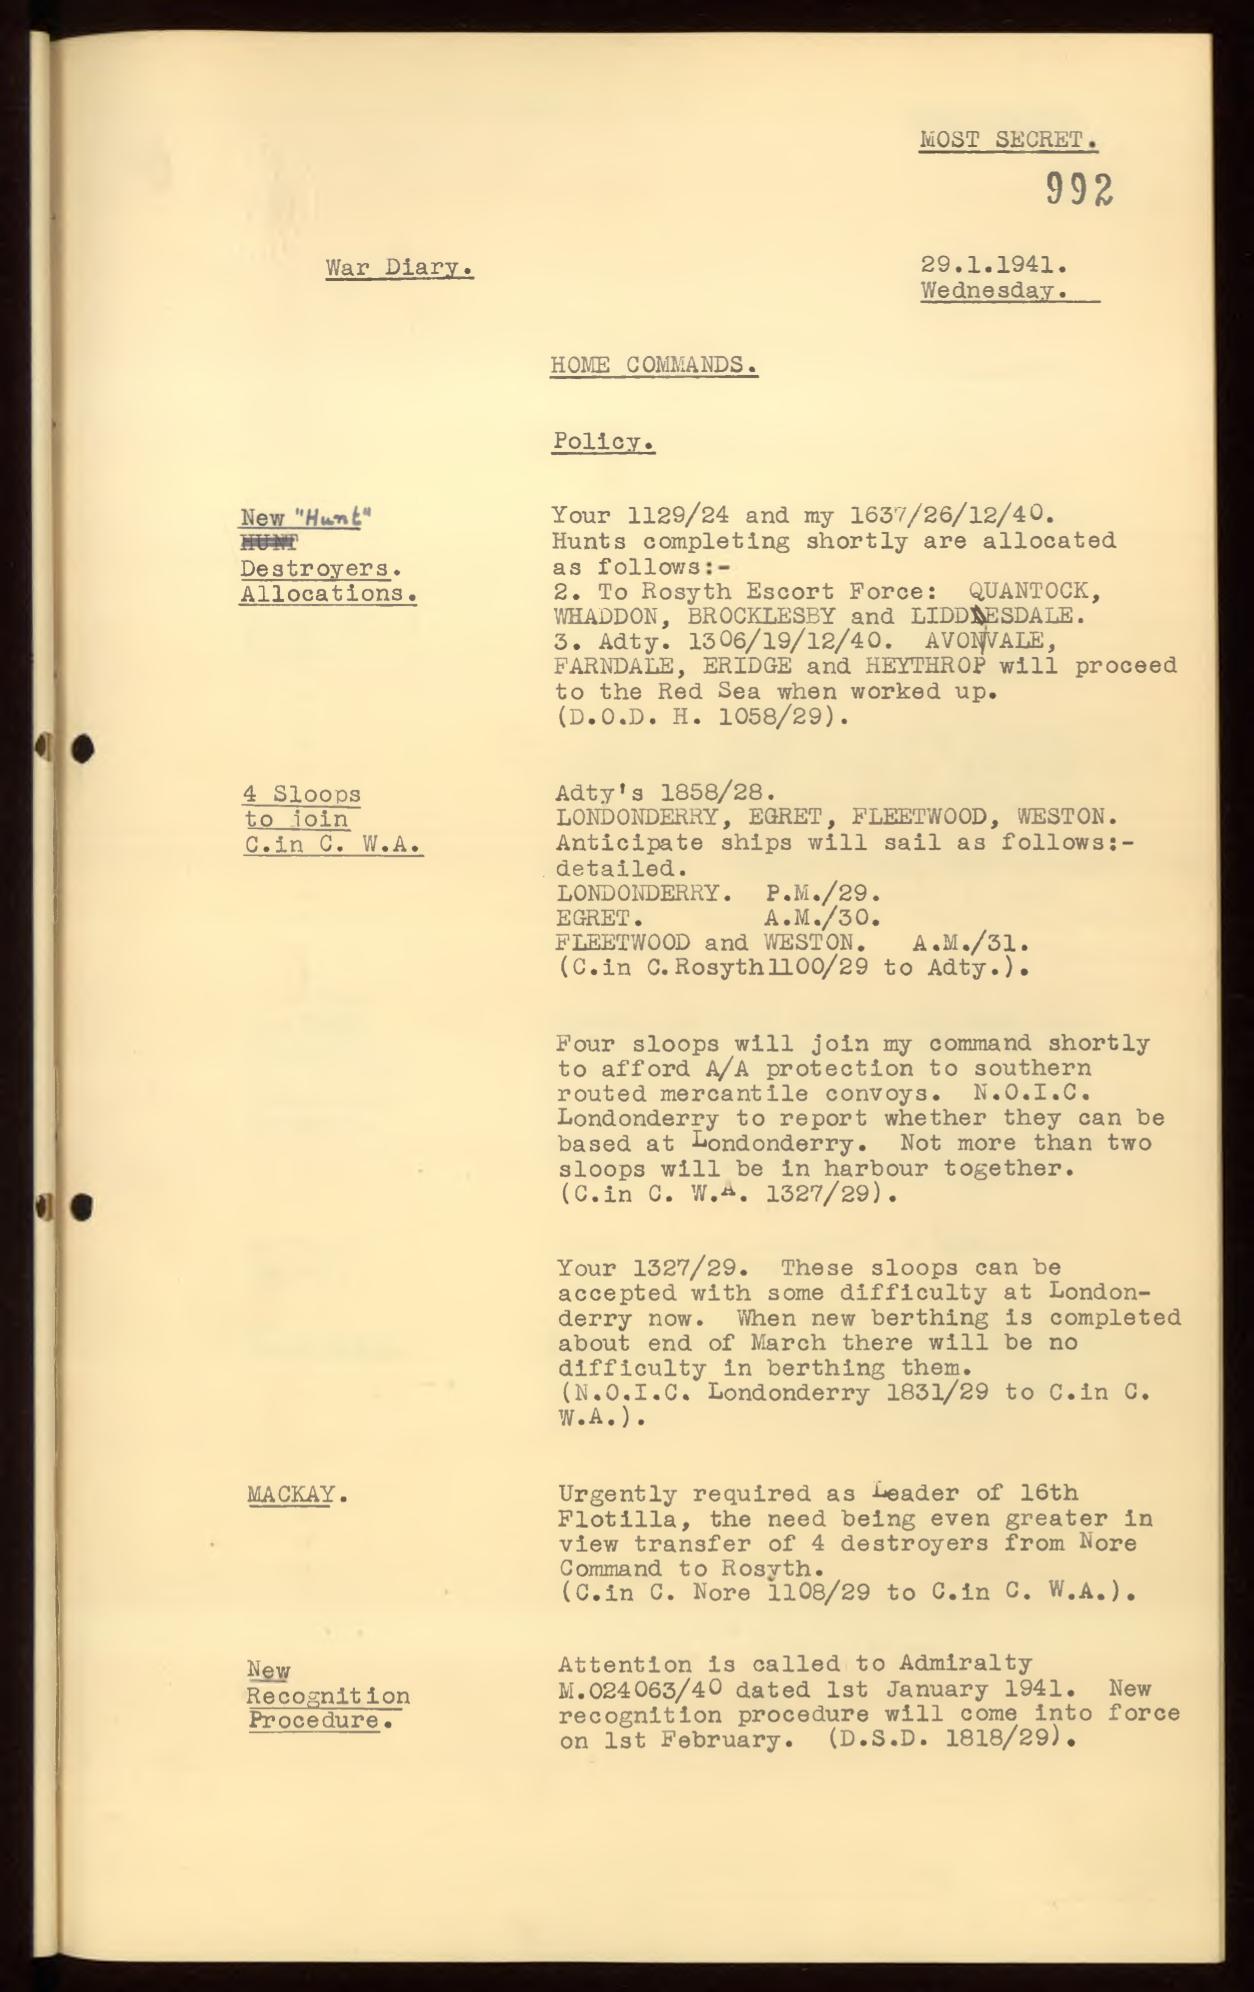 MOST SECRET.
992
War Diary.
29.1.1941.
Wednesday.
HOME COMMANDS.
Policy.
New "Hunt"
HUNT
Destroyers.
Allocations.
Your 1129/24 and my 1637/26/12/40.
Hunts completing shortly are allocated
as follows:-
2. To Rosyth Escort Force: QUANTOCK,
WHADDON, BROCKLESBY and LIDDESDALE.
3. Adty. 1306/19/12/40. AVONVALE,
FARNDALE, ERIDGE and HEYTHROP will proceed
to the Red Sea when worked up.
(D.O.D. H. 1058/29).
4 Sloops
to join
C.in C. W.A.
Adty's 1858/28.
LONDONDERRY, EGRET, FLEETWOOD, WESTON.
Anticipate ships will sail as follows:-
detailed.
LONDONDERRY. P.M./29.
EGRET. A.M./30.
FLEETWOOD and WESTON. A.M./31.
(C.in C.Rosyth1100/29 to Adty.).
Four sloops will join my command shortly
to afford A/A protection to southern
routed mercantile convoys. N.O.I.C.
Londonderry to report whether they can be
based at Londonderry. Not more than two
sloops will be in harbour together.
(C.in C. W.A. 1327/29).
Your 1327/29. These sloops can be
accepted with some difficulty at London-
derry now. When new berthing is completed
about end of March there will be no
difficulty in berthing them.
(N.O.I.C. Londonderry 1831/29 to C.in C.
W.A.).
MACKAY.
Urgently required as Leader of 16th
Flotilla, the need being even greater in
view transfer of 4 destroyers from Nore
Command to Rosyth.
(C.in C. Nore 1108/29 to C.in C. W.A.).
New
Recognition
Procedure.
Attention is called to Admiralty
M.024063/40 dated 1st January 1941. New
recognition procedure will come into force
on 1st February. (D.S.D. 1818/29).